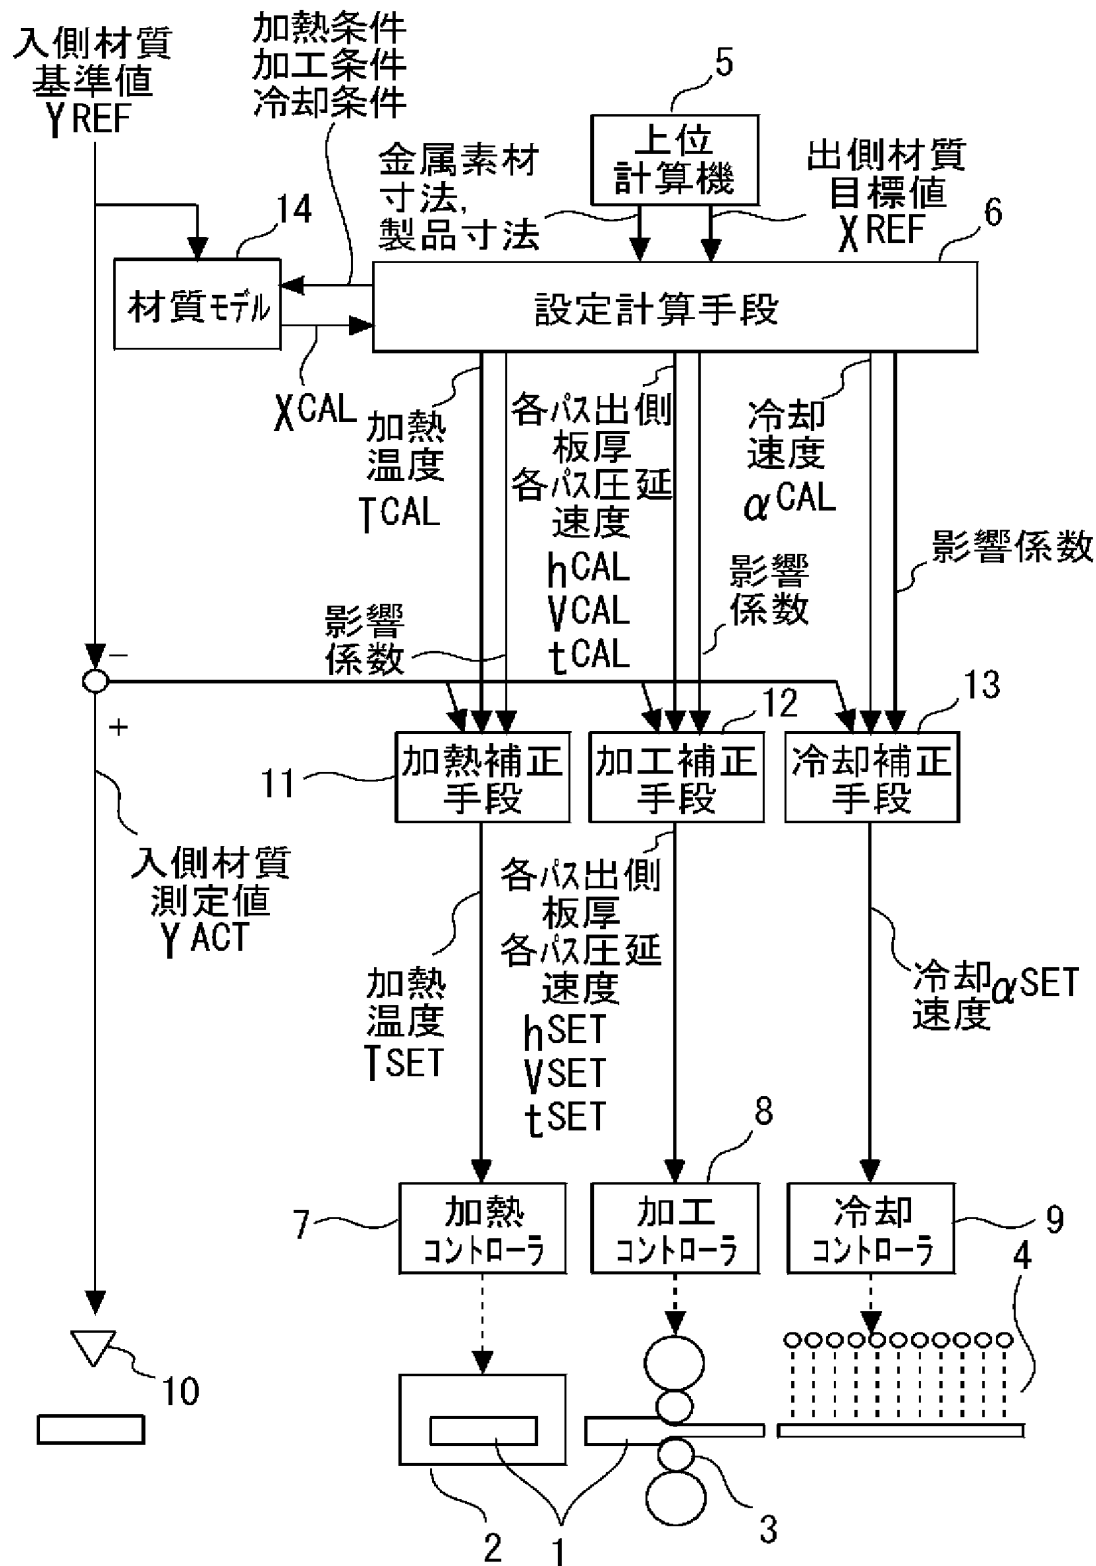 入側材質
基準値
YREF
加熱条件
加工条件
冷却条件
5
上位
計算機
金属素材
寸法,
製品寸法
出側材質
目標値
XREF
14
6
材質モデル
設定計算手段
XCAL
加熱
温度
TCAL
各パス出側
板厚
各パス圧延
速度
hCAL
VCAL
tCAL
冷却
速度
αCAL
影響
係数
影響
係数
影響係数
−
+
11
加熱補正
手段
12
加工補正
手段
13
冷却補正
手段
入側材質
測定値
YACT
加熱
温度
TSET
各パス出側
板厚
各パス圧延
速度
hSET
VSET
tSET
冷却
速度
αSET
7
加熱
コントローラ
8
加工
コントローラ
9
冷却
コントローラ
4
10
2
1
3